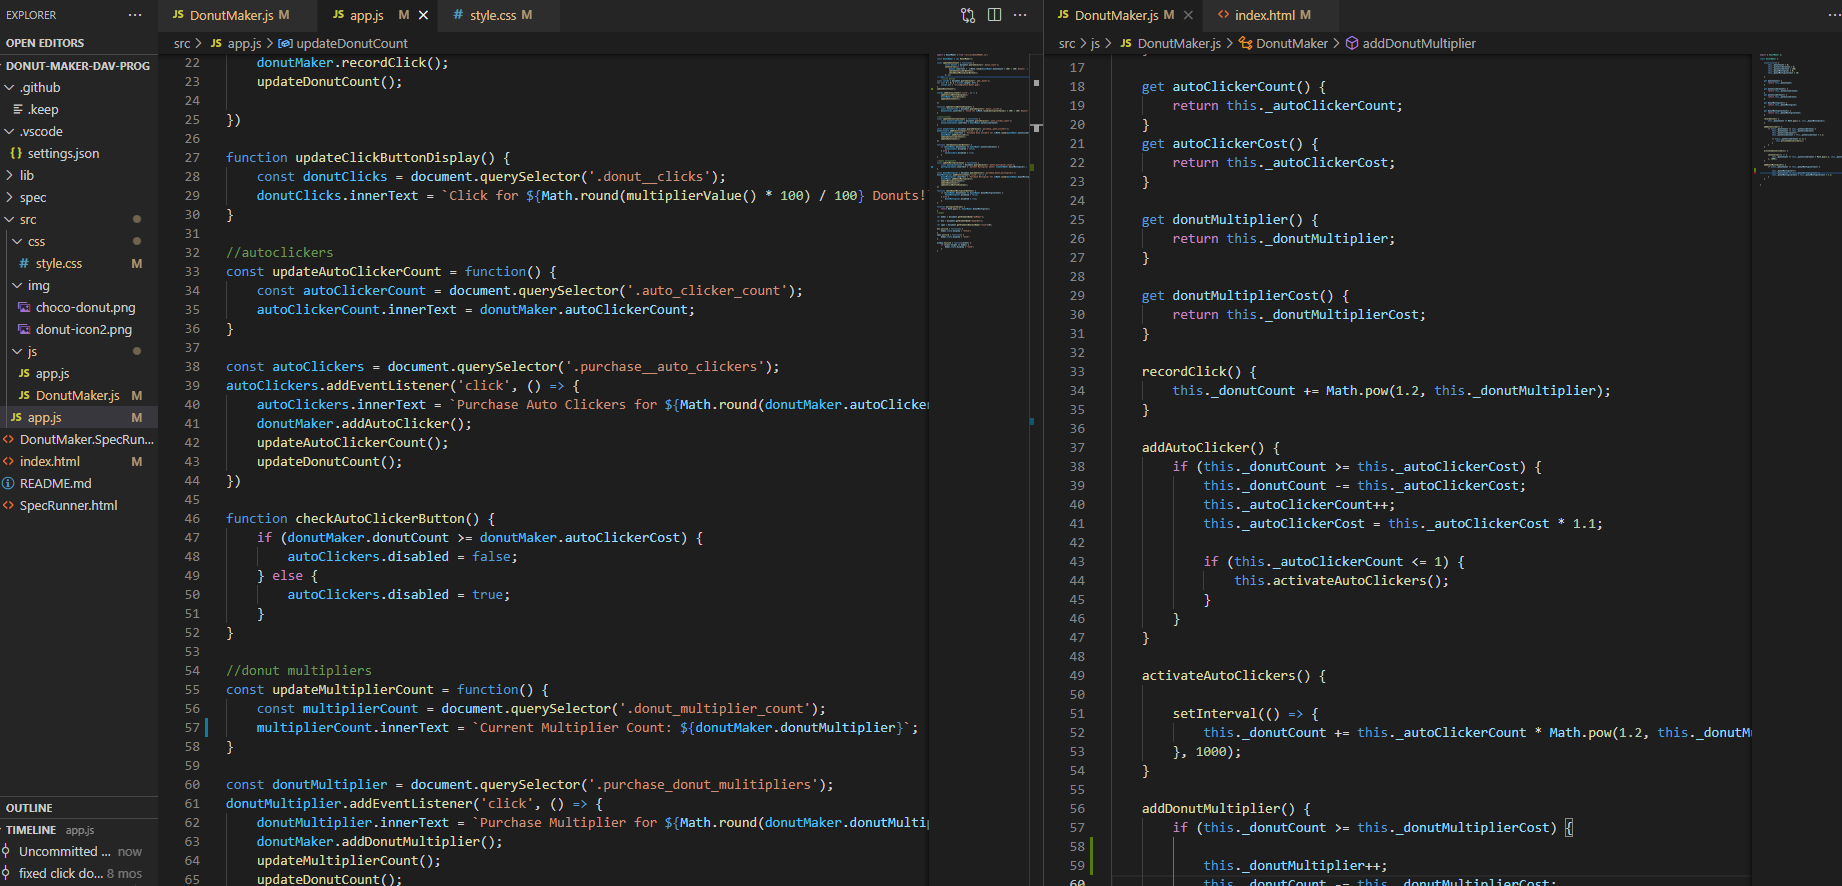 EXPLORER
OPEN EDITORS
DONUT-MAKER-DAV-PROG
.github
.keep
.vscode
{} settings.json
lib
spec
src
css
# style.css M
img
choco-donut.png
donut-icon2.png
js
JS app.js
JS DonutMaker.js M
JS app.js M
<> DonutMaker.SpecRun...
<> index.html M
README.md
<> SpecRunner.html
OUTLINE
TIMELINE app.js
Uncommitted ... now
fixed click do... 8 mos
JS DonutMaker.js M
JS app.js M
# style.css M
src > JS app.js > updateDonutCount
22 donutMaker.recordClick();
23 updateDonutCount();
24
25 })
26
27 function updateClickButtonDisplay() {
28 const donutClicks = document.querySelector('.donut__clicks');
29 donutClicks.innerText = `Click for ${Math.round(multiplierValue() * 100) / 100} Donuts!
30 }
31
32 //autoclickers
33 const updateAutoClickerCount = function() {
34 const autoClickerCount = document.querySelector('.auto_clicker_count');
35 autoClickerCount.innerText = donutMaker.autoClickerCount;
36 }
37
38 const autoClickers = document.querySelector('.purchase__auto_clickers');
39 autoClickers.addEventListener('click', () => {
40 autoClickers.innerText = `Purchase Auto Clickers for ${Math.round(donutMaker.autoClicke
41 donutMaker.addAutoClicker();
42 updateAutoClickerCount();
43 updateDonutCount();
44 })
45
46 function checkAutoClickerButton() {
47 if (donutMaker.donutCount >= donutMaker.autoClickerCost) {
48 autoClickers.disabled = false;
49 } else {
50 autoClickers.disabled = true;
51 }
52 }
53
54 //donut multipliers
55 const updateMultiplierCount = function() {
56 const multiplierCount = document.querySelector('.donut_multiplier_count');
57 multiplierCount.innerText = `Current Multiplier Count: ${donutMaker.donutMultiplier}`;
58 }
59
60 const donutMultiplier = document.querySelector('.purchase_donut_mulitipliers');
61 donutMultiplier.addEventListener('click', () => {
62 donutMultiplier.innerText = `Purchase Multiplier for ${Math.round(donutMaker.donutMulti
63 donutMaker.addDonutMultiplier();
64 updateMultiplierCount();
65 updateDonutCount();
JS DonutMaker.js M
<> index.html M
src > js > JS DonutMaker.js > DonutMaker > addDonutMultiplier
17
18 get autoClickerCount() {
19 return this._autoClickerCount;
20 }
21 get autoClickerCost() {
22 return this._autoClickerCost;
23 }
24
25 get donutMultiplier() {
26 return this._donutMultiplier;
27 }
28
29 get donutMultiplierCost() {
30 return this._donutMultiplierCost;
31 }
32
33 recordClick() {
34 this._donutCount += Math.pow(1.2, this._donutMultiplier);
35 }
36
37 addAutoClicker() {
38 if (this._donutCount >= this._autoClickerCost) {
39 this._donutCount -= this._autoClickerCost;
40 this._autoClickerCount++;
41 this._autoClickerCost = this._autoClickerCost * 1.1;
42
43 if (this._autoClickerCount <= 1) {
44 this.activateAutoClickers();
45 }
46 }
47 }
48
49 activateAutoClickers() {
50
51 setInterval(() => {
52 this._donutCount += this._autoClickerCount * Math.pow(1.2, this._donutM
53 }, 1000);
54 }
55
56 addDonutMultiplier() {
57 if (this._donutCount >= this._donutMultiplierCost) {
58
59 this._donutMultiplier++;
60 this._donutCount -= this._donutMultiplierCost;